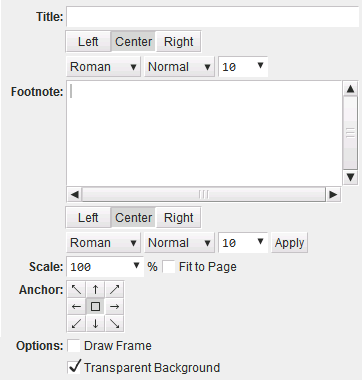 Title:
Left Center Right
Roman Normal 10
Footnote:
Left Center Right
Roman Normal 10 Apply
Scale: 100 % Fit to Page
Anchor:
Options: Draw Frame
Transparent Background